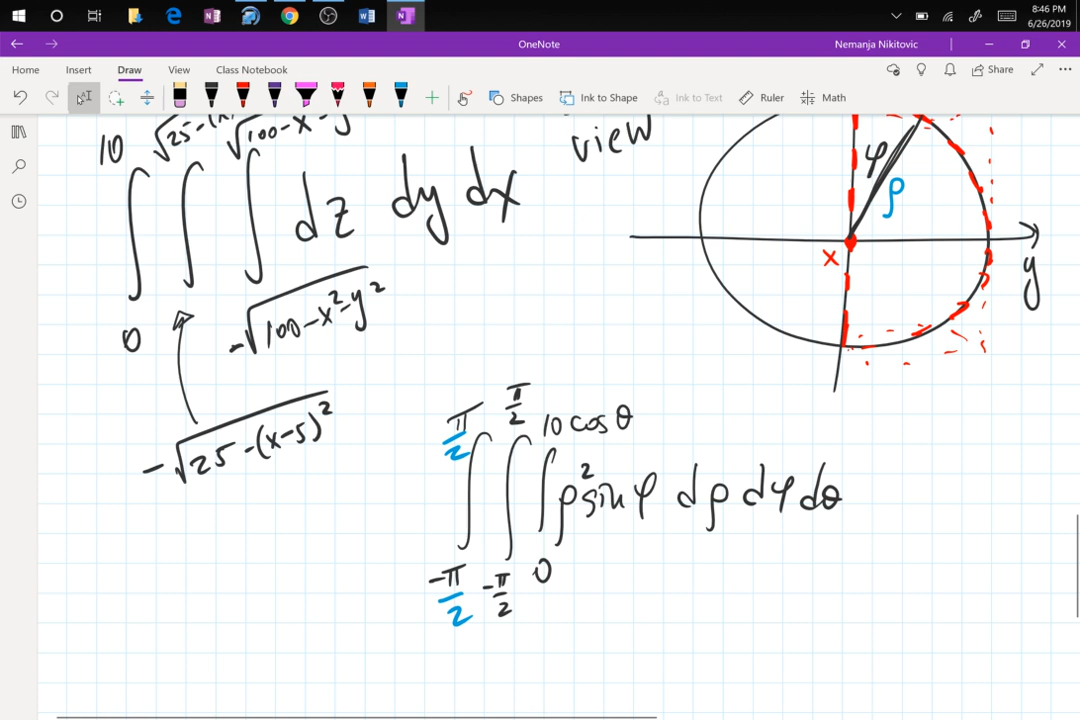 8:46 PM
6/26/2019
OneNote
Nemanja Nikitovic
Home Insert Draw View Class Notebook Share
Shapes Ink to Shape Ink to Text Ruler Math
view
10
∫ ∫ ∫ dz dy dx
0
-√100-x²-y²
-√25-(x-5)²
φ
ρ
x
y
π/2 π/2 10 cos θ
∫ ∫ ∫ ρ² sin φ dρ dφ dθ
-π/2 -π/2 0